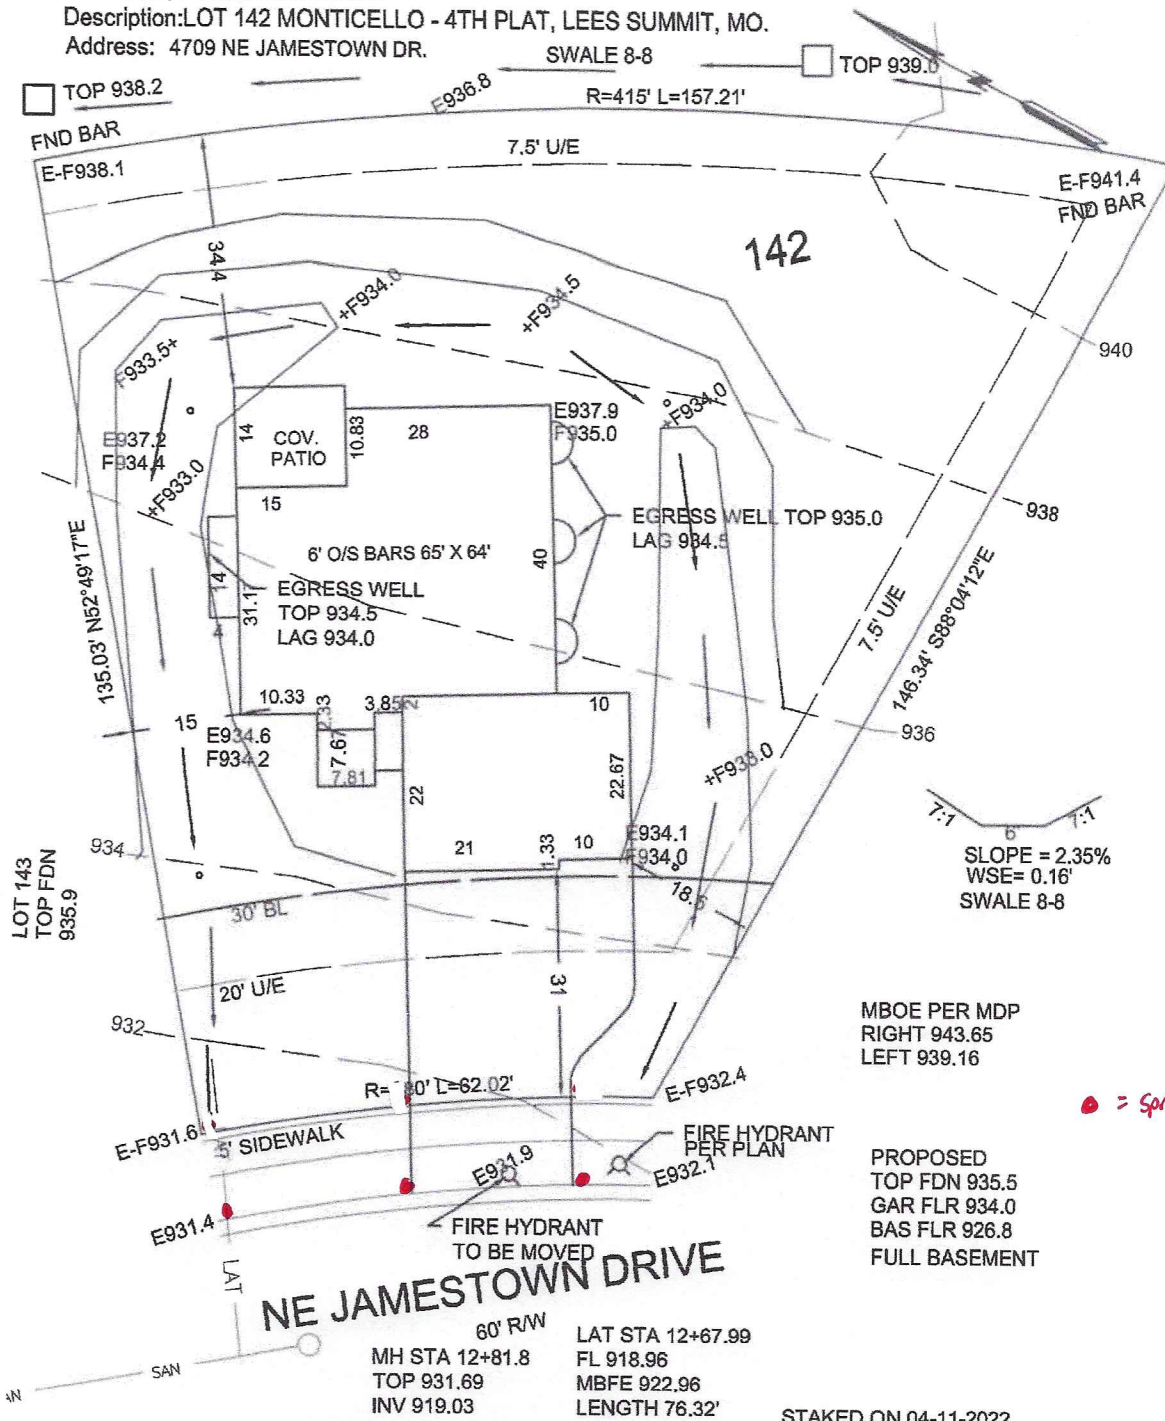 Description:LOT 142 MONTICELLO - 4TH PLAT, LEES SUMMIT, MO.
Address: 4709 NE JAMESTOWN DR.
SWALE 8-8
TOP 938.2
TOP 939.0
E936.8
R=415' L=157.21'
FND BAR
E-F938.1
7.5' U/E
E-F941.4
FND BAR
142
34.4
+F934.0
+F934.5
940
F933.5+
+F934.0
E937.9
F935.0
14
COV.
PATIO
10.83
28
E937.2
F934.4
+F933.0
15
938
EGRESS WELL TOP 935.0
LAG 934.5
6' O/S BARS 65' X 64'
40
14
31.17
EGRESS WELL
TOP 934.5
LAG 934.0
4
135.03' N52°49'17"E
7.5' U/E
146.34' S88°04'12"E
10.33
2.33
3.85
2
10
15
E934.6
F934.2
7.67
7.81
936
+F933.0
22
22.67
7:1
6'
7:1
SLOPE = 2.35%
WSE= 0.16'
SWALE 8-8
934
21
1.33
10
E934.1
F934.0
18.6
LOT 143
TOP FDN
935.9
30' BL
31
20' U/E
932
MBOE PER MDP
RIGHT 943.65
LEFT 939.16
L=62.02'
E-F932.4
E-F931.6
5' SIDEWALK
FIRE HYDRANT
PER PLAN
E931.9
E932.1
PROPOSED
TOP FDN 935.5
GAR FLR 934.0
BAS FLR 926.8
FULL BASEMENT
E931.4
FIRE HYDRANT
TO BE MOVED
LAT
NE JAMESTOWN DRIVE
60' R/W
SAN
MH STA 12+81.8
TOP 931.69
INV 919.03
LAT STA 12+67.99
FL 918.96
MBFE 922.96
LENGTH 76.32'
STAKED ON 04-11-2022